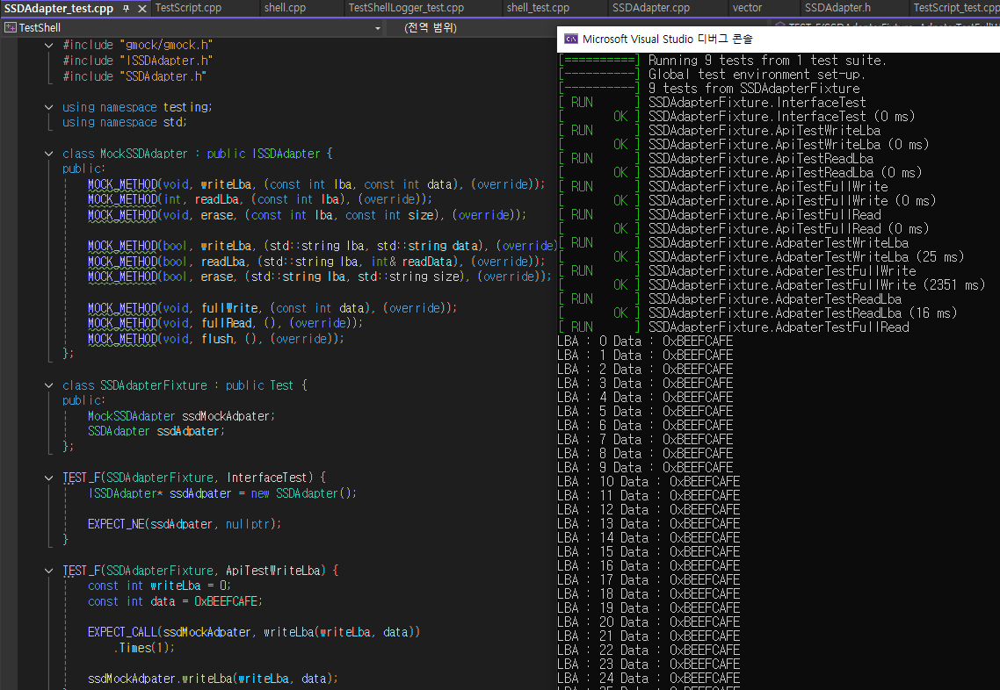 SSDAdapter_test.cpp
TestScript.cpp
shell.cpp
TestShellLogger_test.cpp
shell_test.cpp
SSDAdapter.cpp
vector
SSDAdapter.h
TestScript_test.cpp
TestShell
(전역 범위)
#include "gmock/gmock.h"
#include "ISSDAdapter.h"
#include "SSDAdapter.h"
using namespace testing;
using namespace std;
class MockSSDAdapter : public ISSDAdapter {
public:
MOCK_METHOD(void, writeLba, (const int lba, const int data), (override));
MOCK_METHOD(int, readLba, (const int lba), (override));
MOCK_METHOD(void, erase, (const int lba, const int size), (override));
MOCK_METHOD(bool, writeLba, (std::string lba, std::string data), (override)
MOCK_METHOD(bool, readLba, (std::string lba, int& readData), (override));
MOCK_METHOD(bool, erase, (std::string lba, std::string size), (override));
MOCK_METHOD(void, fullWrite, (const int data), (override));
MOCK_METHOD(void, fullRead, (), (override));
MOCK_METHOD(void, flush, (), (override));
};
class SSDAdapterFixture : public Test {
public:
MockSSDAdapter ssdMockAdpater;
SSDAdapter ssdAdpater;
};
TEST_F(SSDAdapterFixture, InterfaceTest) {
ISSDAdapter* ssdAdpater = new SSDAdapter();
EXPECT_NE(ssdAdpater, nullptr);
}
TEST_F(SSDAdapterFixture, ApiTestWriteLba) {
const int writeLba = 0;
const int data = 0xBEEFCAFE;
EXPECT_CALL(ssdMockAdpater, writeLba(writeLba, data))
.Times(1);
ssdMockAdpater.writeLba(writeLba, data);
Microsoft Visual Studio 디버그 콘솔
[==========] Running 9 tests from 1 test suite.
[----------] Global test environment set-up.
[----------] 9 tests from SSDAdapterFixture
[ RUN      ] SSDAdapterFixture.InterfaceTest
[       OK ] SSDAdapterFixture.InterfaceTest (0 ms)
[ RUN      ] SSDAdapterFixture.ApiTestWriteLba
[       OK ] SSDAdapterFixture.ApiTestWriteLba (0 ms)
[ RUN      ] SSDAdapterFixture.ApiTestReadLba
[       OK ] SSDAdapterFixture.ApiTestReadLba (0 ms)
[ RUN      ] SSDAdapterFixture.ApiTestFullWrite
[       OK ] SSDAdapterFixture.ApiTestFullWrite (0 ms)
[ RUN      ] SSDAdapterFixture.ApiTestFullRead
[       OK ] SSDAdapterFixture.ApiTestFullRead (0 ms)
[ RUN      ] SSDAdapterFixture.AdpaterTestWriteLba
[       OK ] SSDAdapterFixture.AdpaterTestWriteLba (25 ms)
[ RUN      ] SSDAdapterFixture.AdpaterTestFullWrite
[       OK ] SSDAdapterFixture.AdpaterTestFullWrite (2351 ms)
[ RUN      ] SSDAdapterFixture.AdpaterTestReadLba
[       OK ] SSDAdapterFixture.AdpaterTestReadLba (16 ms)
[ RUN      ] SSDAdapterFixture.AdpaterTestFullRead
LBA : 0 Data : 0xBEEFCAFE
LBA : 1 Data : 0xBEEFCAFE
LBA : 2 Data : 0xBEEFCAFE
LBA : 3 Data : 0xBEEFCAFE
LBA : 4 Data : 0xBEEFCAFE
LBA : 5 Data : 0xBEEFCAFE
LBA : 6 Data : 0xBEEFCAFE
LBA : 7 Data : 0xBEEFCAFE
LBA : 8 Data : 0xBEEFCAFE
LBA : 9 Data : 0xBEEFCAFE
LBA : 10 Data : 0xBEEFCAFE
LBA : 11 Data : 0xBEEFCAFE
LBA : 12 Data : 0xBEEFCAFE
LBA : 13 Data : 0xBEEFCAFE
LBA : 14 Data : 0xBEEFCAFE
LBA : 15 Data : 0xBEEFCAFE
LBA : 16 Data : 0xBEEFCAFE
LBA : 17 Data : 0xBEEFCAFE
LBA : 18 Data : 0xBEEFCAFE
LBA : 19 Data : 0xBEEFCAFE
LBA : 20 Data : 0xBEEFCAFE
LBA : 21 Data : 0xBEEFCAFE
LBA : 22 Data : 0xBEEFCAFE
LBA : 23 Data : 0xBEEFCAFE
LBA : 24 Data : 0xBEEFCAFE